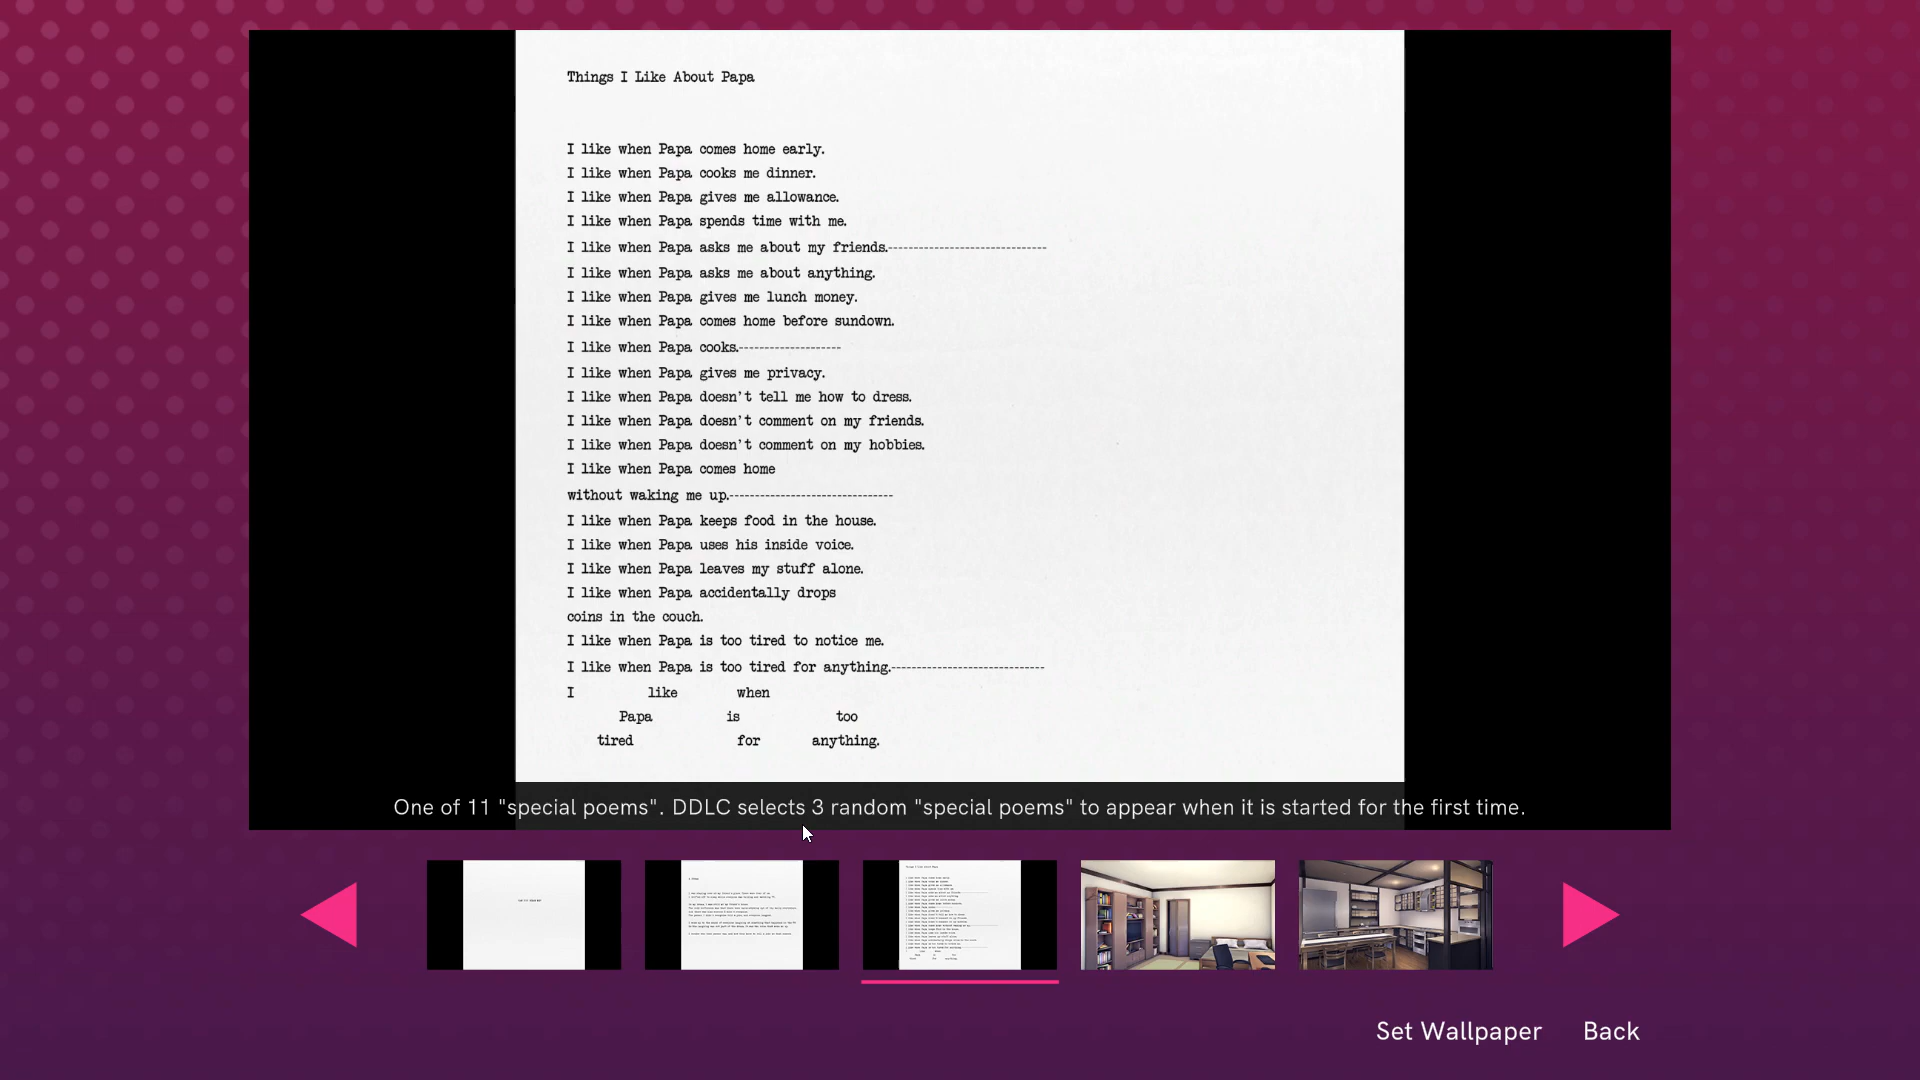 Things I Like About Papa
I like when Papa comes home early.
I like when Papa cooks me dinner.
I like when Papa gives me allowance.
I like when Papa spends time with me.
I like when Papa asks me about my friends.-------------------------------
I like when Papa asks me about anything.
I like when Papa gives me lunch money.
I like when Papa comes home before sundown.
I like when Papa cooks.--------------------
I like when Papa gives me privacy.
I like when Papa doesn't tell me how to dress.
I like when Papa doesn't comment on my friends.
I like when Papa doesn't comment on my hobbies.
I like when Papa comes home
without waking me up.--------------------------------
I like when Papa keeps food in the house.
I like when Papa uses his inside voice.
I like when Papa leaves my stuff alone.
I like when Papa accidentally drops
coins in the couch.
I like when Papa is too tired to notice me.
I like when Papa is too tired for anything.------------------------------
I like when
Papa is too
tired for anything.
One of 11 "special poems". DDLC selects 3 random "special poems" to appear when it is started for the first time.
Set Wallpaper Back